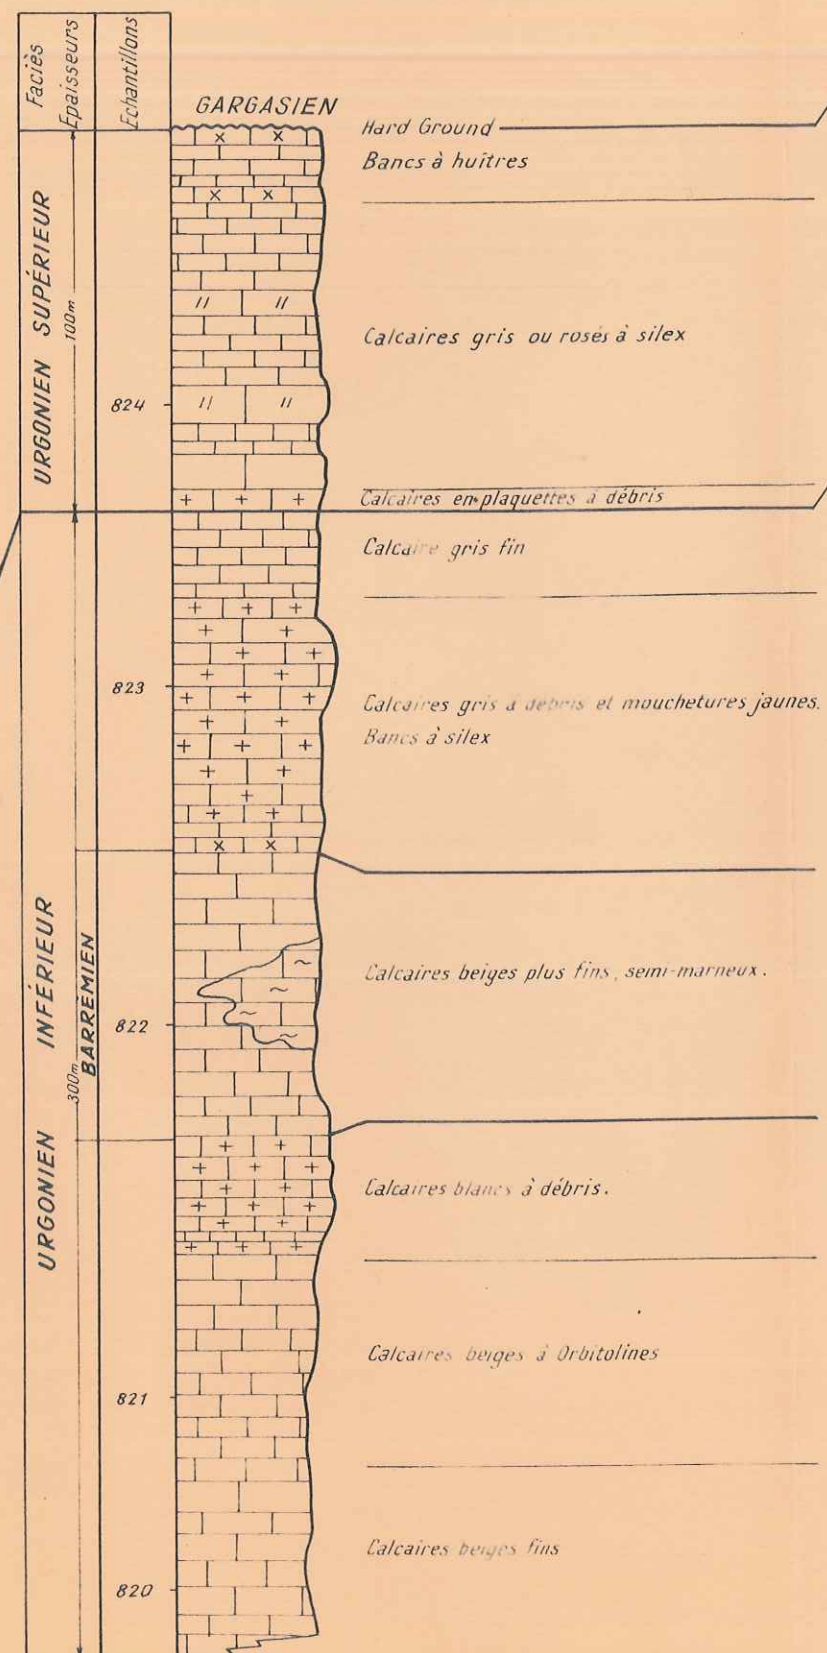 Faciès
Épaisseurs
Echantillons
GARGASIEN
Hard Ground
Bancs à huîtres
URGONIEN SUPÉRIEUR
100m
Calcaires gris ou rosés à silex
824
Calcaires en plaquettes à débris
Calcaire gris fin
823
Calcaires gris à débris et mouchetures jaunes.
Bancs à silex
URGONIEN INFÉRIEUR
300m
BARRÉMIEN
Calcaires beiges plus fins, semi-marneux.
822
Calcaires blancs à débris.
Calcaires beiges à Orbitolines
821
Calcaires beiges fins
820